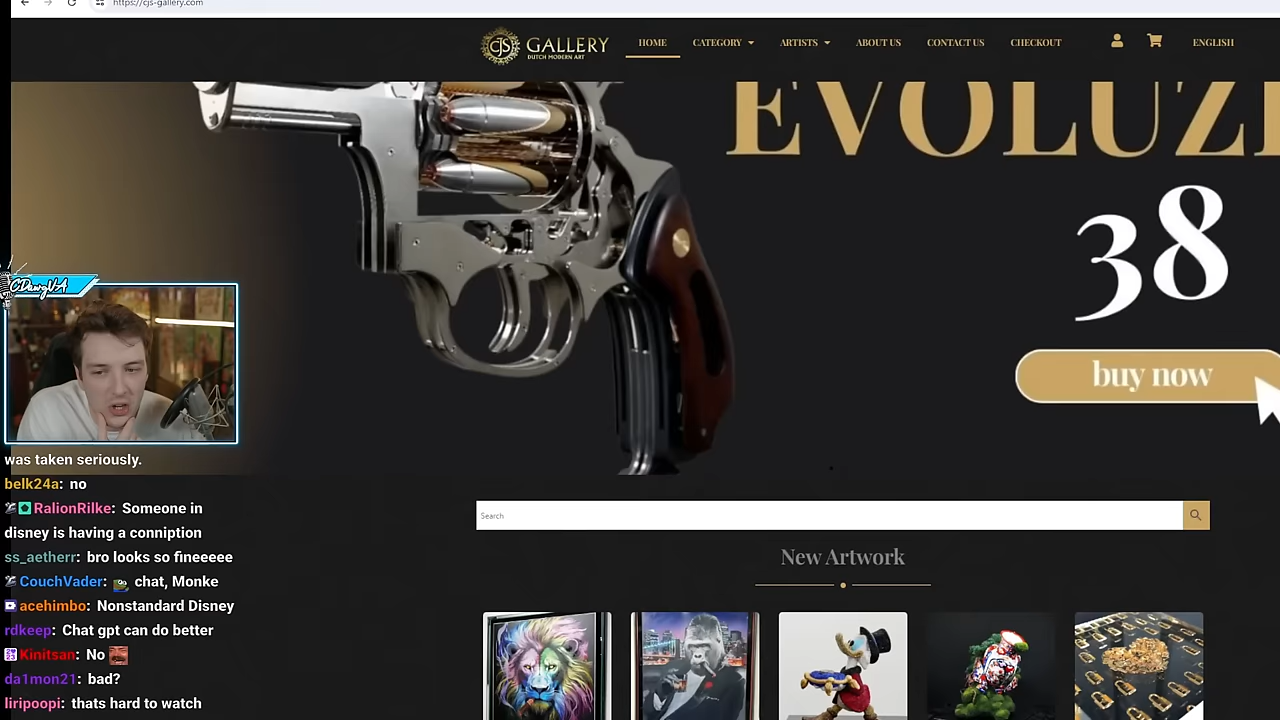 https://cjs-gallery.com
CJS GALLERY
DUTCH MODERN ART
HOME
CATEGORY
ARTISTS
ABOUT US
CONTACT US
CHECKOUT
ENGLISH
EVOLUZI
38
buy now
CDawgVA
Search
New Artwork
was taken seriously.
belk24a: no
RalionRilke: Someone in
disney is having a conniption
ss_aetherr: bro looks so fineeeee
CouchVader: chat, Monke
acehimbo: Nonstandard Disney
rdkeep: Chat gpt can do better
Kinitsan: No
da1mon21: bad?
liripoopi: thats hard to watch